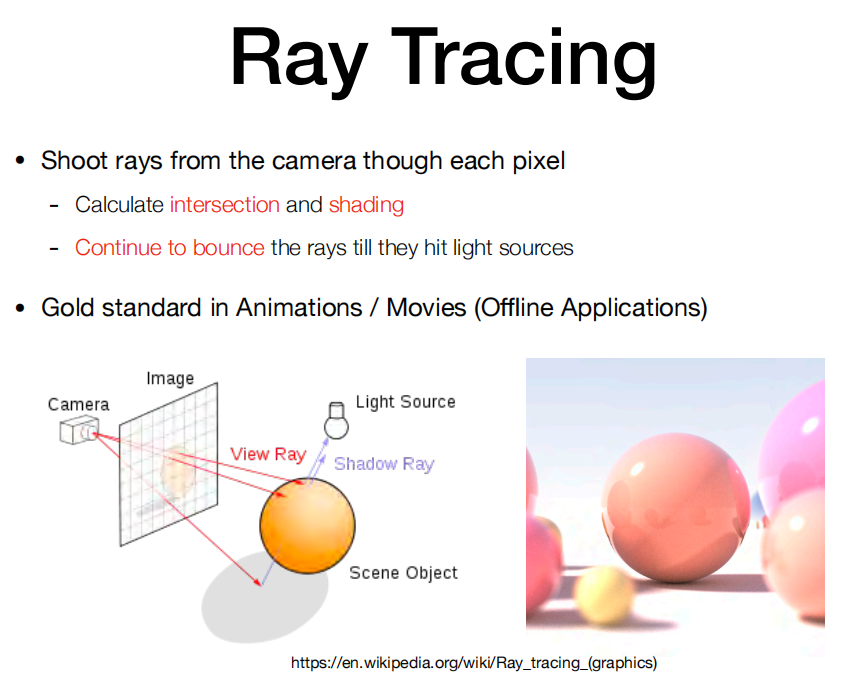 Ray Tracing
• Shoot rays from the camera though each pixel
- Calculate intersection and shading
- Continue to bounce the rays till they hit light sources
• Gold standard in Animations / Movies (Offline Applications)
Image
Camera
Light Source
View Ray
Shadow Ray
Scene Object
https://en.wikipedia.org/wiki/Ray_tracing_(graphics)